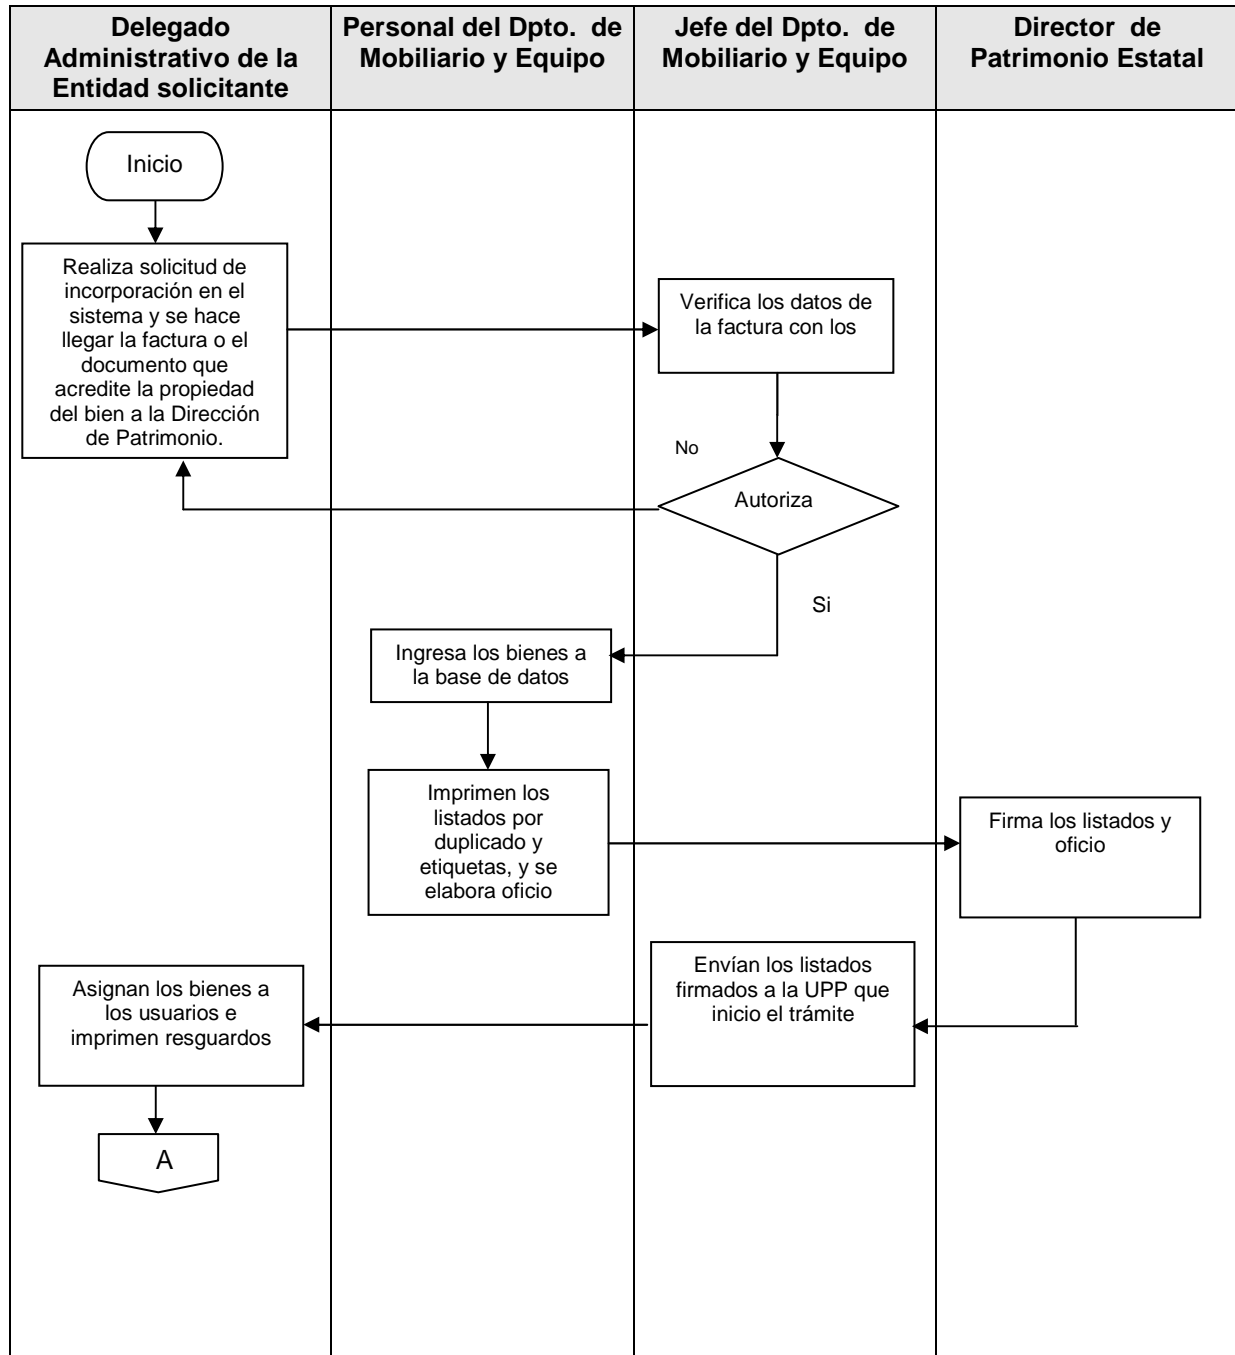 Delegado
Administrativo de la
Entidad solicitante
Personal del Dpto. de
Mobiliario y Equipo
Jefe del Dpto. de
Mobiliario y Equipo
Director de
Patrimonio Estatal
Inicio
Realiza solicitud de
incorporación en el
sistema y se hace
llegar la factura o el
documento que
acredite la propiedad
del bien a la Dirección
de Patrimonio.
Verifica los datos de
la factura con los
No
Autoriza
Si
Ingresa los bienes a
la base de datos
Imprimen los
listados por
duplicado y
etiquetas, y se
elabora oficio
Firma los listados y
oficio
Envían los listados
firmados a la UPP que
inicio el trámite
Asignan los bienes a
los usuarios e
imprimen resguardos
A